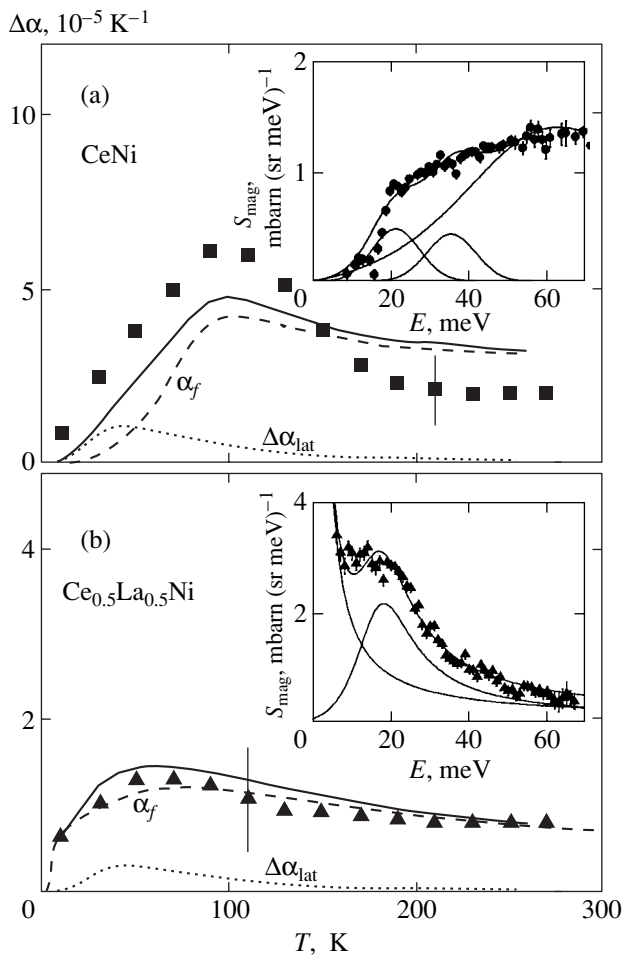 Δα, 10⁻⁵ K⁻¹
(a)
CeNi
10
5
0
α_f
Δα_lat
S_mag,
mbarn (sr meV)⁻¹
2
1
0
20
40
60
E, meV
(b)
Ce₀.₅La₀.₅Ni
4
2
0
α_f
Δα_lat
S_mag, mbarn (sr meV)⁻¹
4
2
0
20
40
60
E, meV
100
200
300
T, K